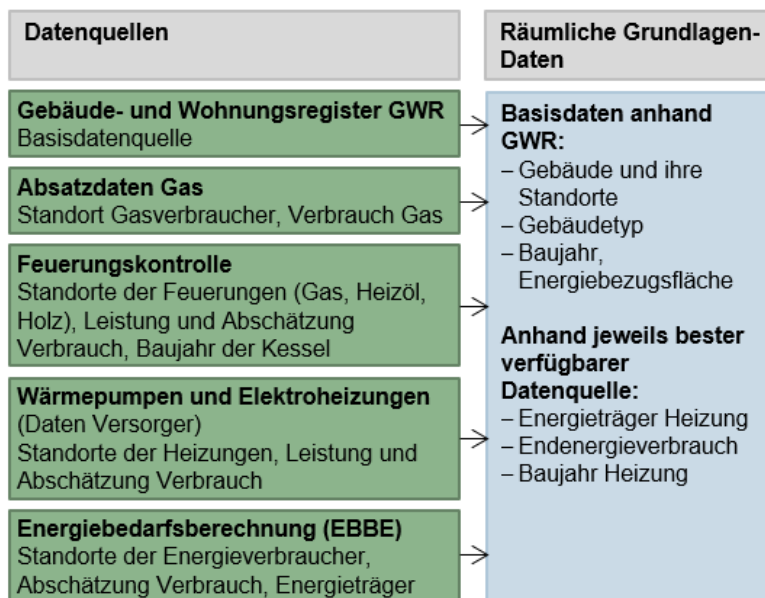 Datenquellen
Gebäude- und Wohnungsregister GWR
Basisdatenquelle
Absatzdaten Gas
Standort Gasverbraucher, Verbrauch Gas
Feuerungskontrolle
Standorte der Feuerungen (Gas, Heizöl,
Holz), Leistung und Abschätzung
Verbrauch, Baujahr der Kessel
Wärmepumpen und Elektroheizungen
(Daten Versorger)
Standorte der Heizungen, Leistung und
Abschätzung Verbrauch
Energiebedarfsberechnung (EBBE)
Standorte der Energieverbraucher,
Abschätzung Verbrauch, Energieträger
Räumliche Grundlagen-
Daten
Basisdaten anhand
GWR:
– Gebäude und ihre
Standorte
– Gebäudetyp
– Baujahr,
Energiebezugsfläche
Anhand jeweils bester
verfügbarer
Datenquelle:
– Energieträger Heizung
– Endenergieverbrauch
– Baujahr Heizung